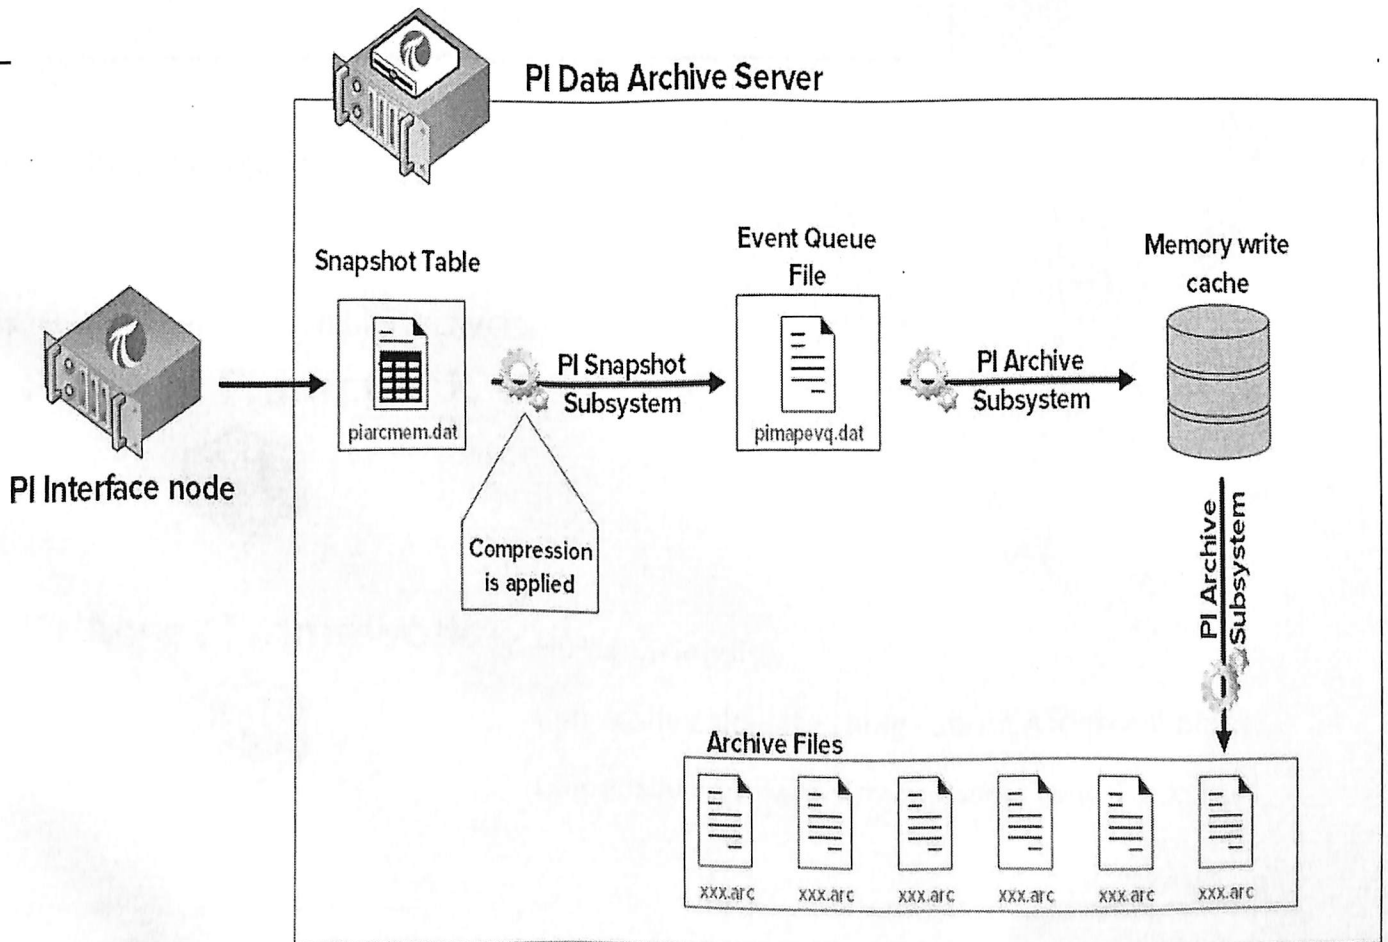 PI Data Archive Server
Snapshot Table
piarcmem.dat
PI Interface node
PI Snapshot
Subsystem
Compression
is applied
Event Queue
File
pimapevq.dat
PI Archive
Subsystem
Memory write
cache
PI Archive
Subsystem
Archive Files
xxx.arc
xxx.arc
xxx.arc
xxx.arc
xxx.arc
xxx.arc